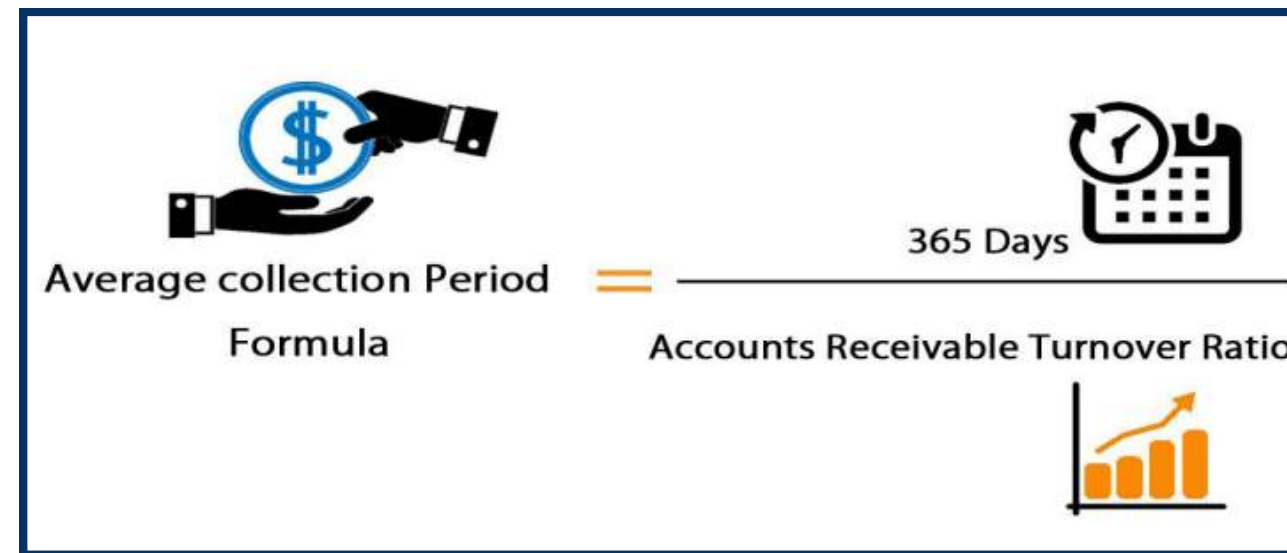 365 Days
Average collection Period =
Formula
Accounts Receivable Turnover Ratio